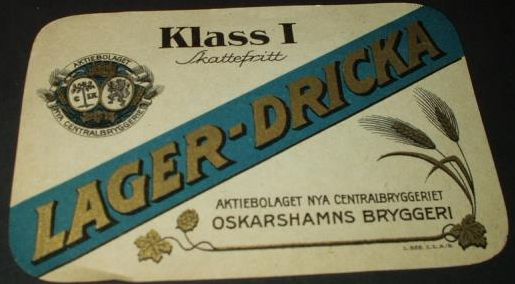 Klass I
Skattefritt
AKTIEBOLAGET
NYA CENTRALBRYGGERIET
LAGER-DRICKA
AKTIEBOLAGET NYA CENTRALBRYGGERIET
OSKARSHAMNS BRYGGERI